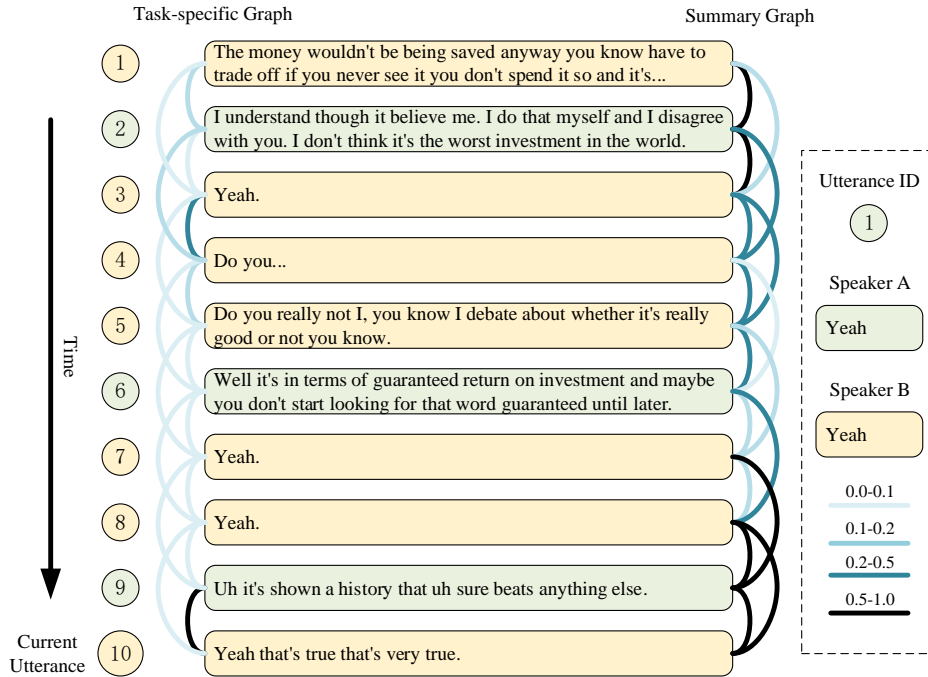 Task-specific Graph
Summary Graph
1
The money wouldn't be being saved anyway you know have to
trade off if you never see it you don't spend it so and it's...
2
I understand though it believe me. I do that myself and I disagree
with you. I don't think it's the worst investment in the world.
3
Yeah.
4
Do you...
5
Do you really not I, you know I debate about whether it's really
good or not you know.
6
Well it's in terms of guaranteed return on investment and maybe
you don't start looking for that word guaranteed until later.
7
Yeah.
8
Yeah.
9
Uh it's shown a history that uh sure beats anything else.
Current
Utterance
10
Yeah that's true that's very true.
Time
Utterance ID
1
Speaker A
Yeah
Speaker B
Yeah
0.0-0.1
0.1-0.2
0.2-0.5
0.5-1.0